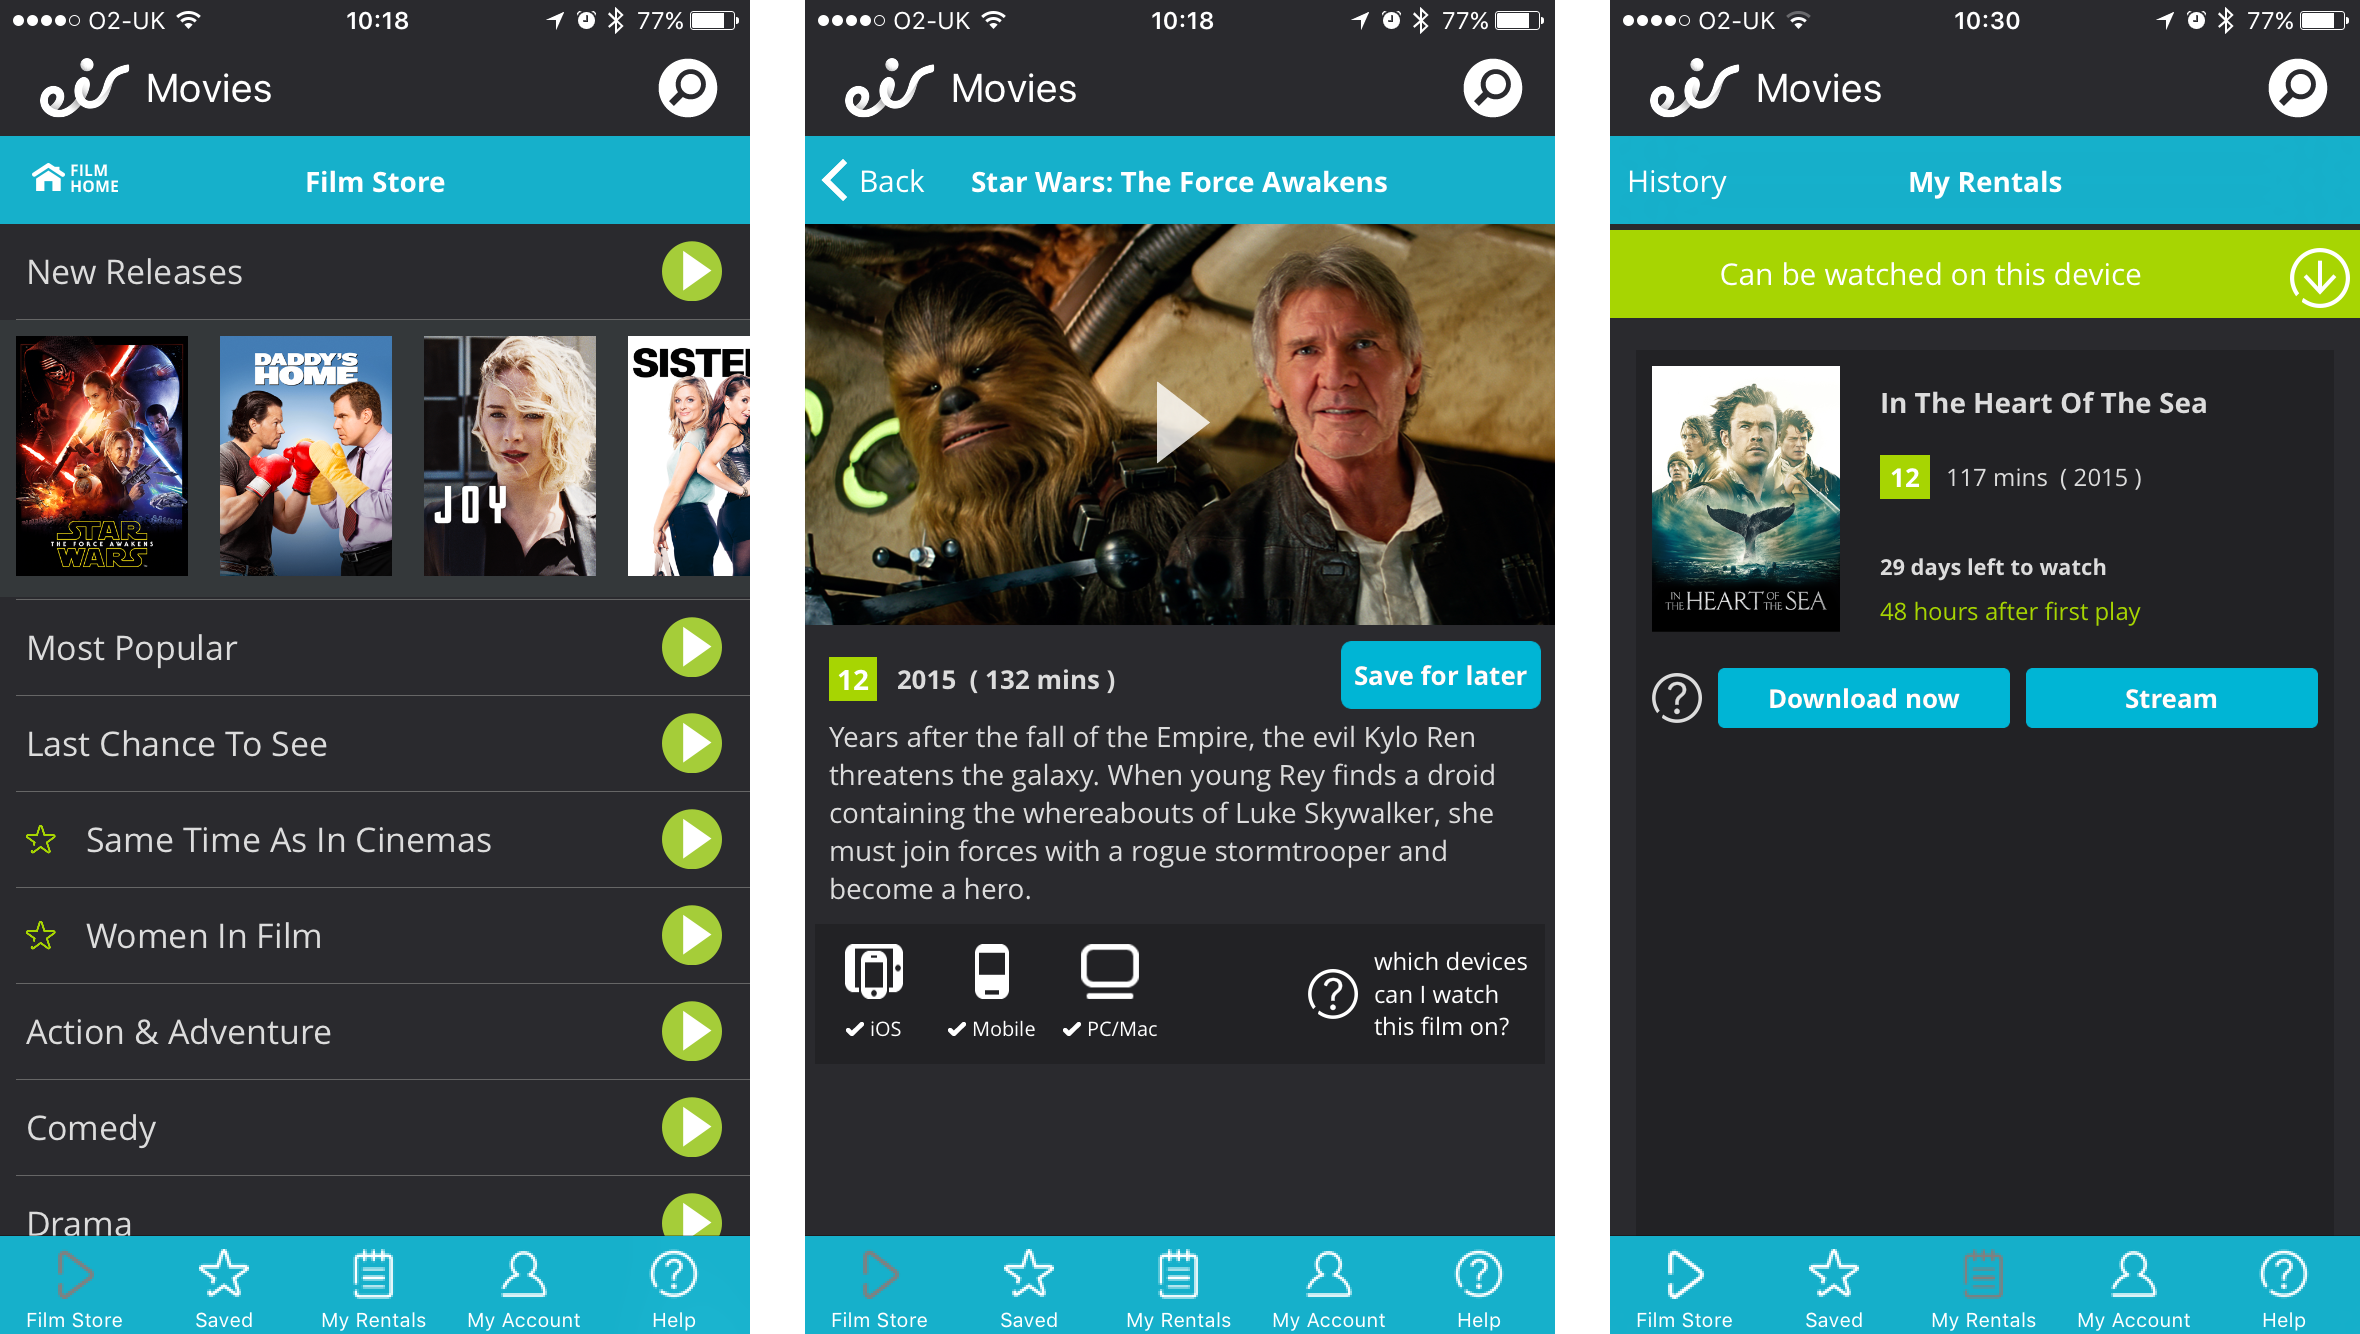 O2-UK 10:18 77%
eir Movies
FILM HOME
Film Store
New Releases
STAR WARS
THE FORCE AWAKENS
DADDY'S HOME
JOY
SISTE
Most Popular
Last Chance To See
Same Time As In Cinemas
Women In Film
Action & Adventure
Comedy
Drama
Film Store Saved My Rentals My Account Help
O2-UK 10:18 77%
eir Movies
Back Star Wars: The Force Awakens
12 2015 ( 132 mins ) Save for later
Years after the fall of the Empire, the evil Kylo Ren
threatens the galaxy. When young Rey finds a droid
containing the whereabouts of Luke Skywalker, she
must join forces with a rogue stormtrooper and
become a hero.
iOS Mobile PC/Mac
which devices
can I watch
this film on?
Film Store Saved My Rentals My Account Help
O2-UK 10:30 77%
eir Movies
History My Rentals
Can be watched on this device
IN THE HEART OF THE SEA
In The Heart Of The Sea
12 117 mins ( 2015 )
29 days left to watch
48 hours after first play
Download now Stream
Film Store Saved My Rentals My Account Help